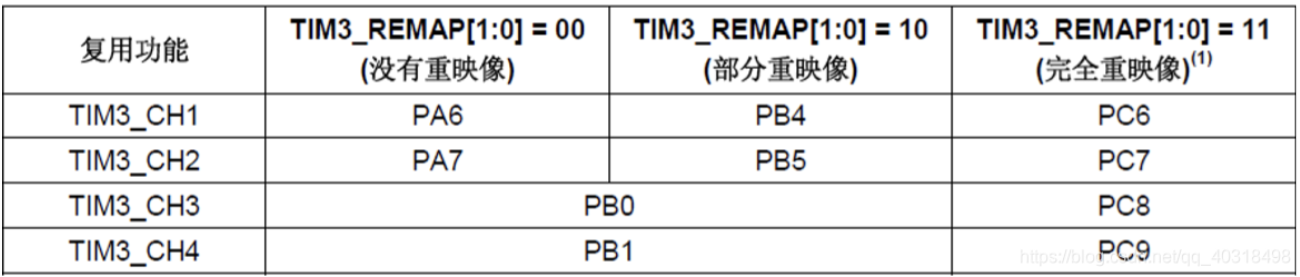 复用功能
TIM3_REMAP[1:0] = 00
(没有重映像)
TIM3_REMAP[1:0] = 10
(部分重映像)
TIM3_REMAP[1:0] = 11
(完全重映像)(1)
TIM3_CH1 PA6 PB4 PC6
TIM3_CH2 PA7 PB5 PC7
TIM3_CH3 PB0 PC8
TIM3_CH4 PB1 PC9
https://blog.csdn.net/qq_40318498